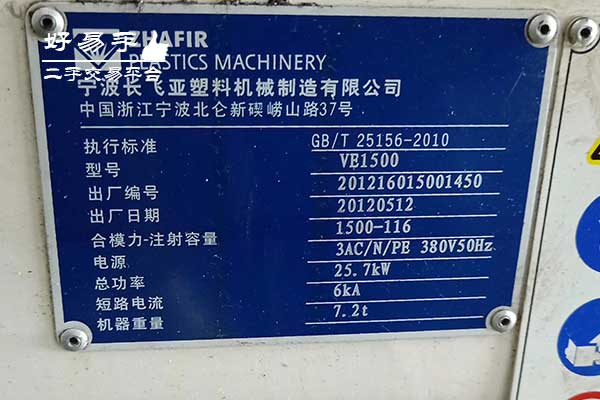 好易手
二手交易平台
ZHAFIR
PLASTICS MACHINERY
宁波长飞亚塑料机械制造有限公司
中国浙江宁波北仑新碶崂山路37号
执行标准 GB/T 25156-2010
型号 VE1500
出厂编号 201216015001450
出厂日期 20120512
合模力-注射容量 1500-116
电源 3AC/N/PE 380V50Hz
总功率 25.7kW
短路电流 6kA
机器重量 7.2t